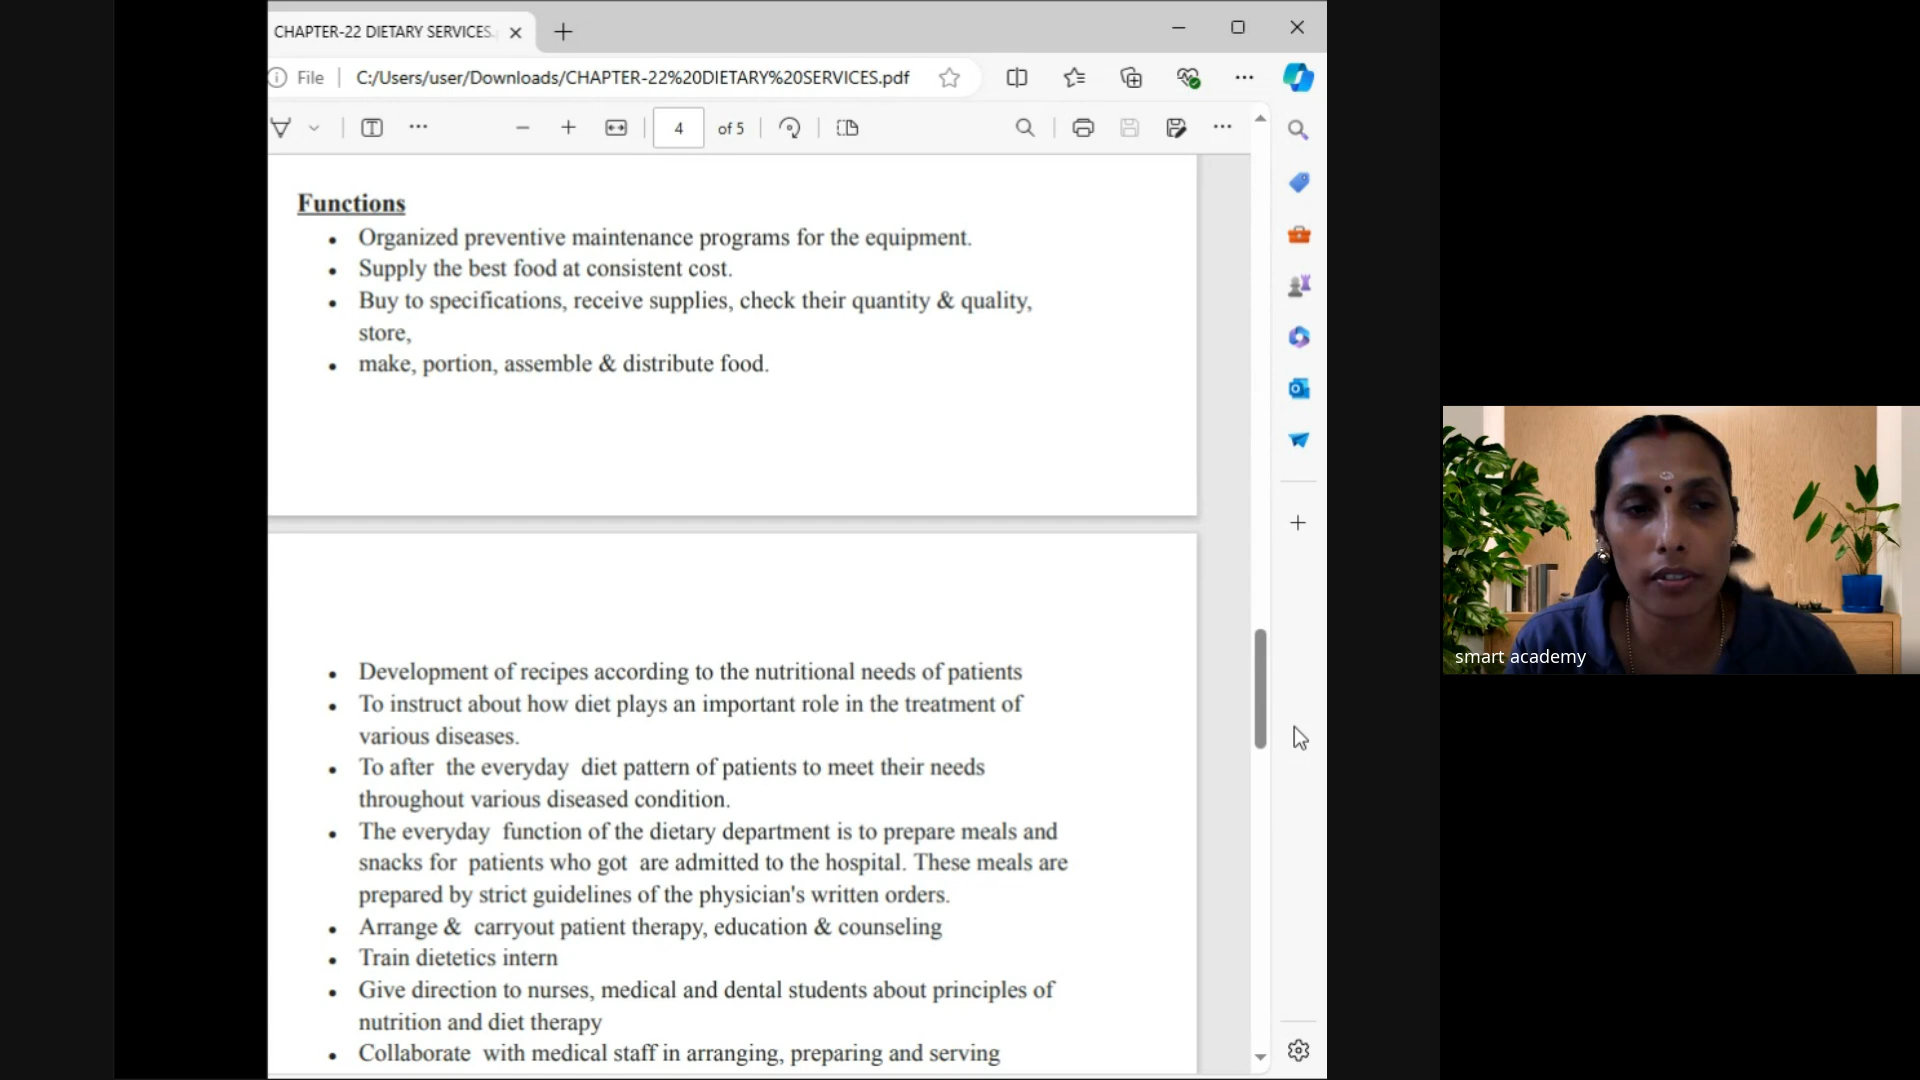 CHAPTER-22 DIETARY SERVICES.
File
C:/Users/user/Downloads/CHAPTER-22%20DIETARY%20SERVICES.pdf
4 of 5
Functions
• Organized preventive maintenance programs for the equipment.
• Supply the best food at consistent cost.
• Buy to specifications, receive supplies, check their quantity & quality,
store,
• make, portion, assemble & distribute food.
• Development of recipes according to the nutritional needs of patients
• To instruct about how diet plays an important role in the treatment of
various diseases.
• To after the everyday diet pattern of patients to meet their needs
throughout various diseased condition.
• The everyday function of the dietary department is to prepare meals and
snacks for patients who got are admitted to the hospital. These meals are
prepared by strict guidelines of the physician's written orders.
• Arrange & carryout patient therapy, education & counseling
• Train dietetics intern
• Give direction to nurses, medical and dental students about principles of
nutrition and diet therapy
• Collaborate with medical staff in arranging, preparing and serving
smart academy